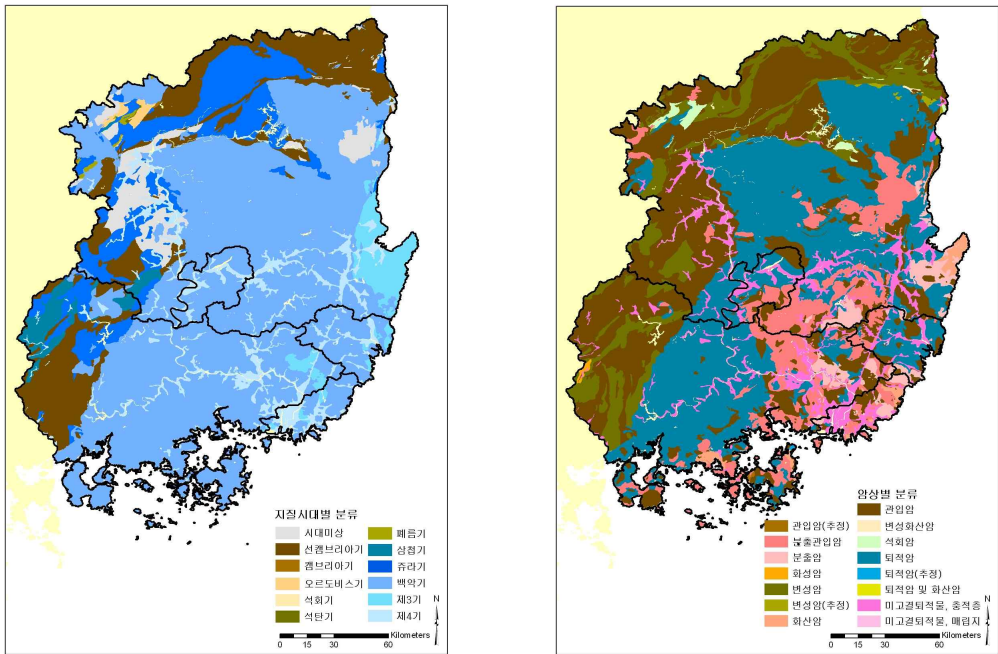 지질시대별 분류
시대미상
선캠브리아기
캠브리아기
오르도비스기
석회기
석탄기
페름기
삼첩기
쥬라기
백악기
제3기
제4기
N
Kilometers
0 15 30 60
암상별 분류
관입암(추정)
분출관입암
분출암
화성암
변성암
변성암(추정)
화산암
관입암
변성화산암
석회암
퇴적암
퇴적암(추정)
퇴적암 및 화산암
미고결퇴적물, 충적층
미고결퇴적물, 매립지
N
Kilometers
0 15 30 60